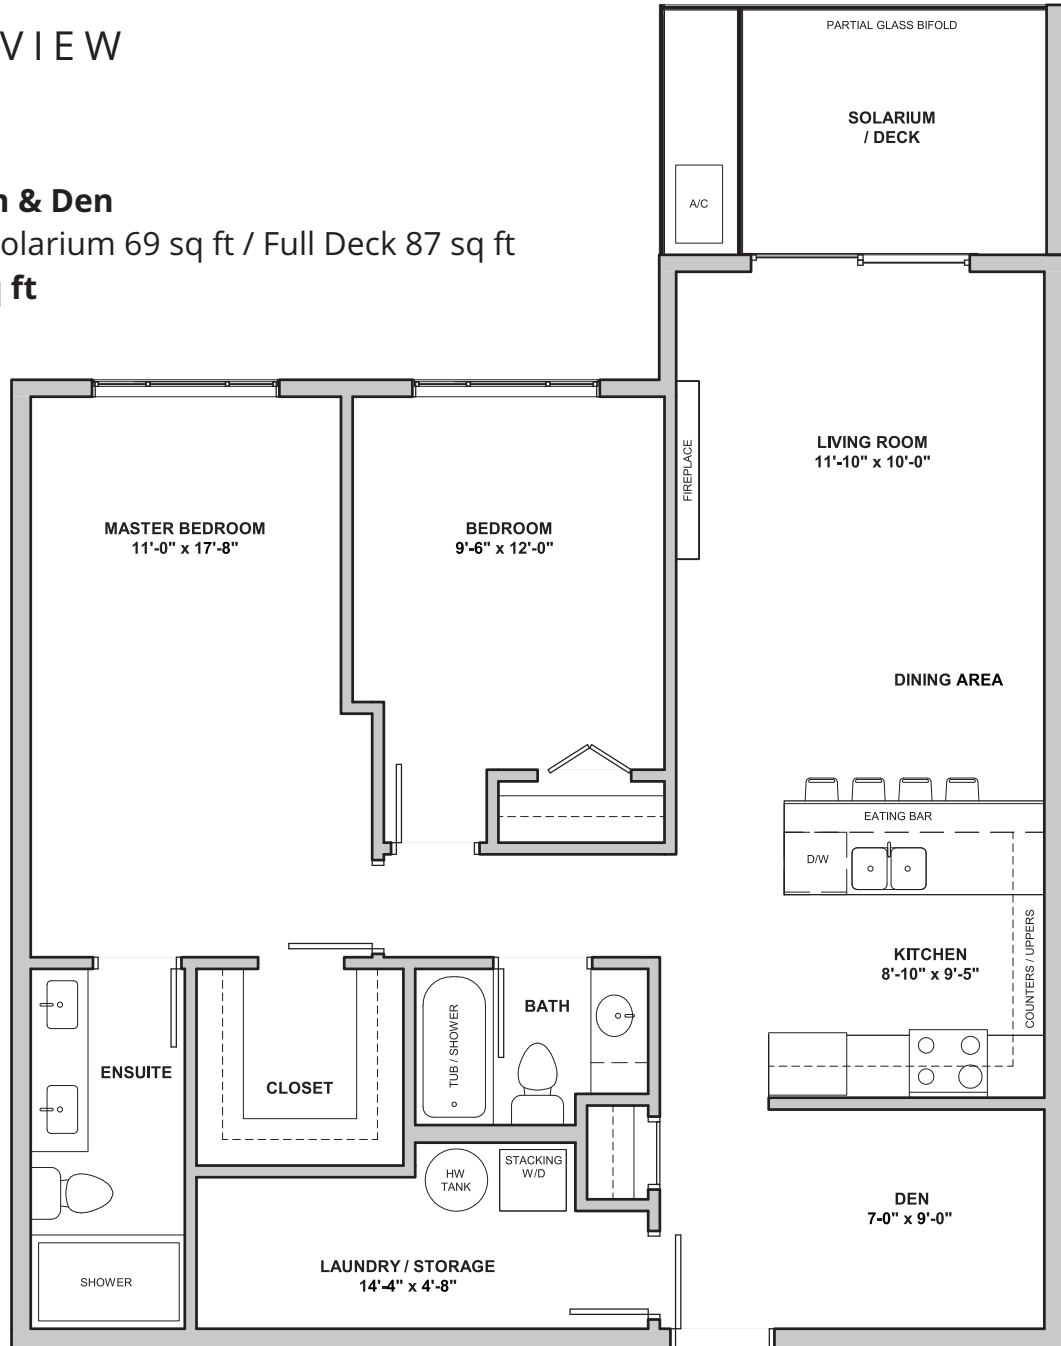 VIEW
& Den
olarium 69 sq ft / Full Deck 87 sq ft
ft
PARTIAL GLASS BIFOLD
SOLARIUM
/ DECK
A/C
LIVING ROOM
11'-10" x 10'-0"
FIREPLACE
MASTER BEDROOM
11'-0" x 17'-8"
BEDROOM
9'-6" x 12'-0"
DINING AREA
EATING BAR
D/W
KITCHEN
8'-10" x 9'-5"
COUNTERS / UPPERS
BATH
TUB / SHOWER
ENSUITE
CLOSET
HW
TANK
STACKING
W/D
DEN
7-0" x 9'-0"
LAUNDRY / STORAGE
14'-4" x 4'-8"
SHOWER